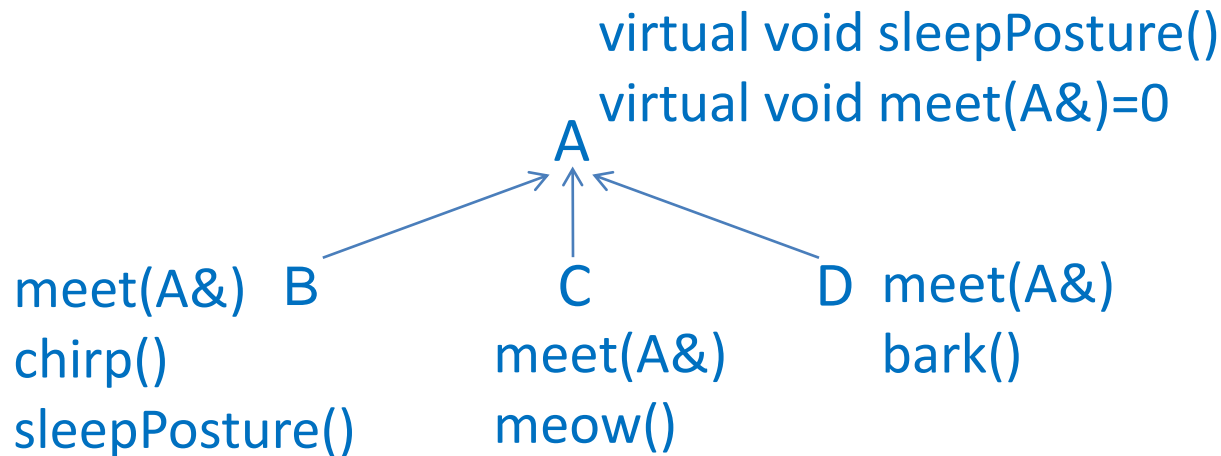 virtual void sleepPosture()
virtual void meet(A&)=0
A
meet(A&) B
chirp()
sleepPosture()
C
meet(A&)
meow()
D meet(A&)
bark()